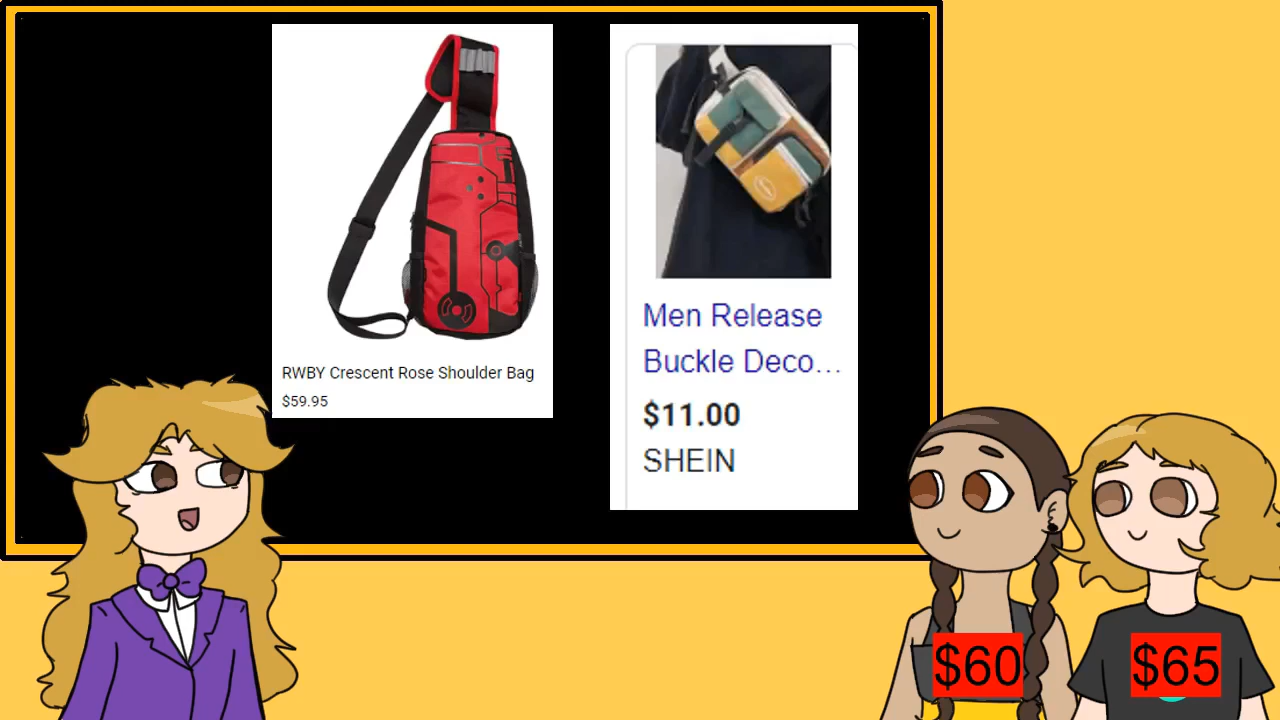 RWBY Crescent Rose Shoulder Bag
$59.95
Men Release
Buckle Deco...
$11.00
SHEIN
$60
$65